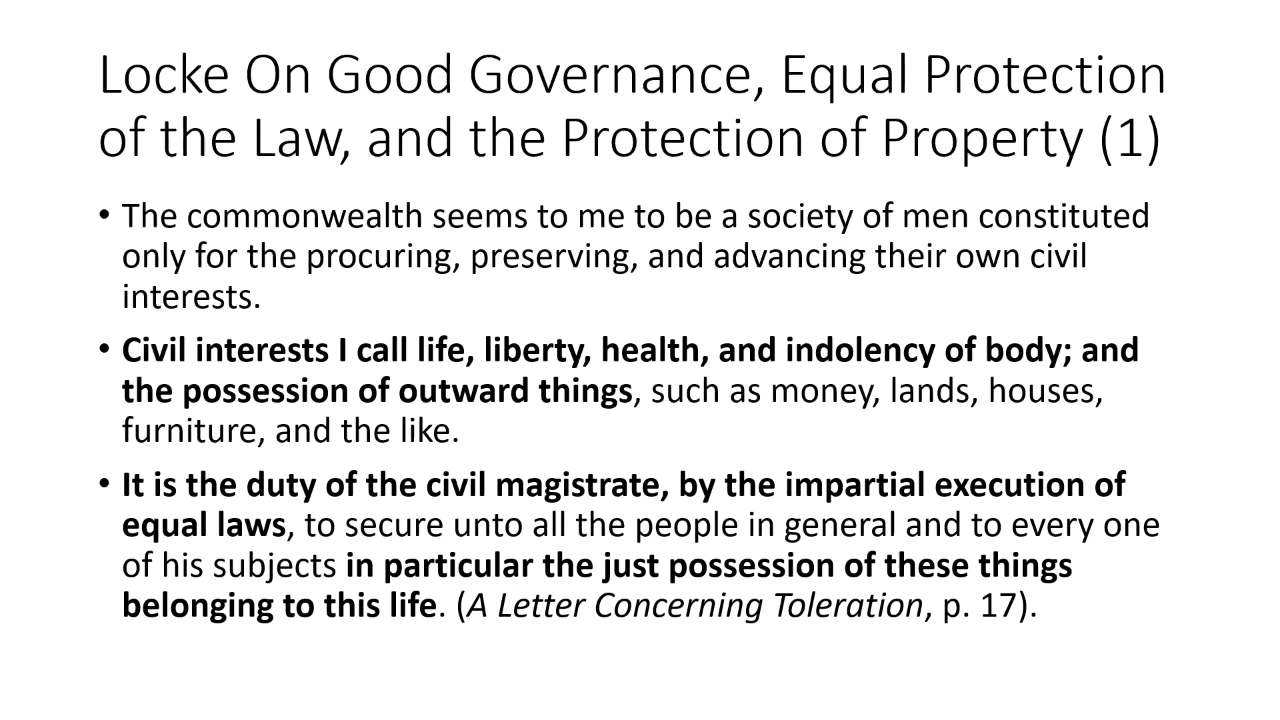 Locke On Good Governance, Equal Protection
of the Law, and the Protection of Property (1)
• The commonwealth seems to me to be a society of men constituted
only for the procuring, preserving, and advancing their own civil
interests.
• Civil interests I call life, liberty, health, and indolency of body; and
the possession of outward things, such as money, lands, houses,
furniture, and the like.
• It is the duty of the civil magistrate, by the impartial execution of
equal laws, to secure unto all the people in general and to every one
of his subjects in particular the just possession of these things
belonging to this life. (A Letter Concerning Toleration, p. 17).